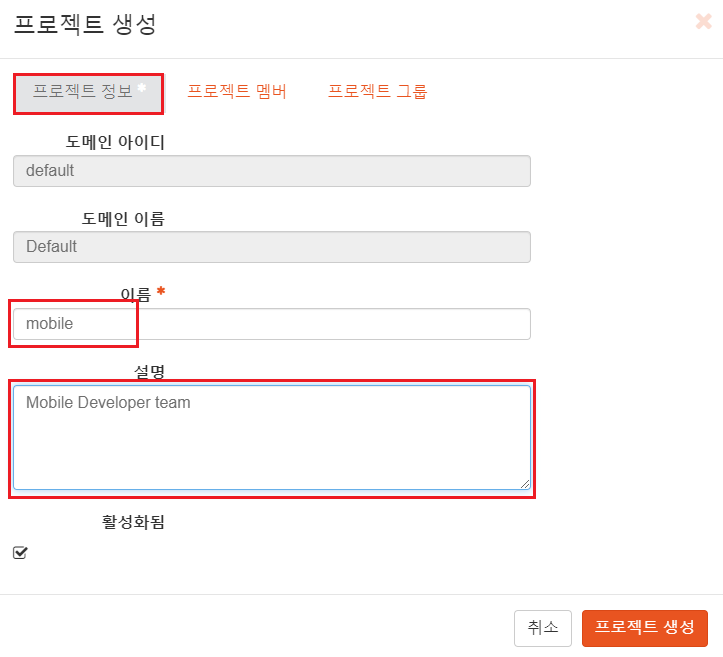 프로젝트 생성
프로젝트 정보 * 프로젝트 멤버 프로젝트 그룹
도메인 아이디
default
도메인 이름
Default
이름 *
mobile
설명
Mobile Developer team
활성화됨
취소 프로젝트 생성